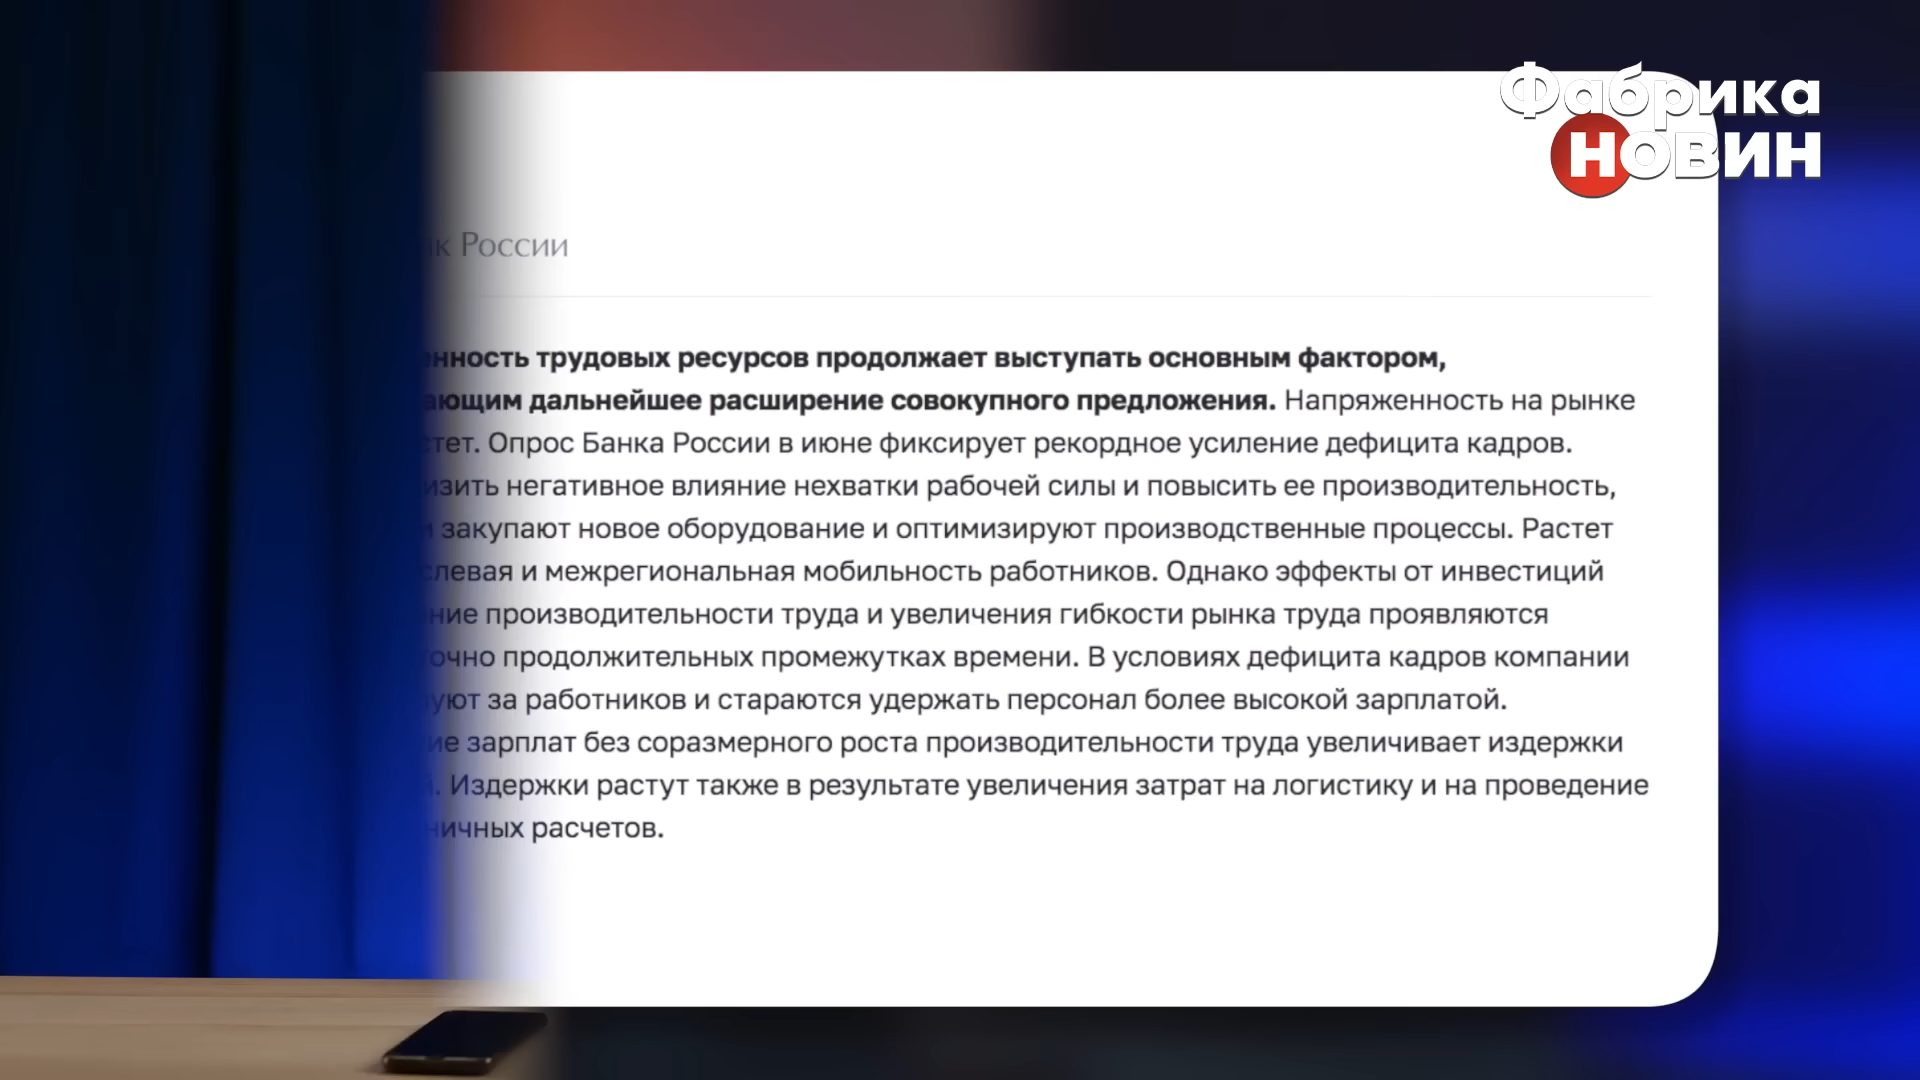 Фабрика
новин
к России
нность трудовых ресурсов продолжает выступать основным фактором,
ающим дальнейшее расширение совокупного предложения. Напряженность на рынке
тет. Опрос Банка России в июне фиксирует рекордное усиление дефицита кадров.
изить негативное влияние нехватки рабочей силы и повысить ее производительность,
и закупают новое оборудование и оптимизируют производственные процессы. Растет
слевая и межрегиональная мобильность работников. Однако эффекты от инвестиций
ние производительности труда и увеличения гибкости рынка труда проявляются
точно продолжительных промежутках времени. В условиях дефицита кадров компании
уют за работников и стараются удержать персонал более высокой зарплатой.
ие зарплат без соразмерного роста производительности труда увеличивает издержки
й. Издержки растут также в результате увеличения затрат на логистику и на проведение
ничных расчетов.